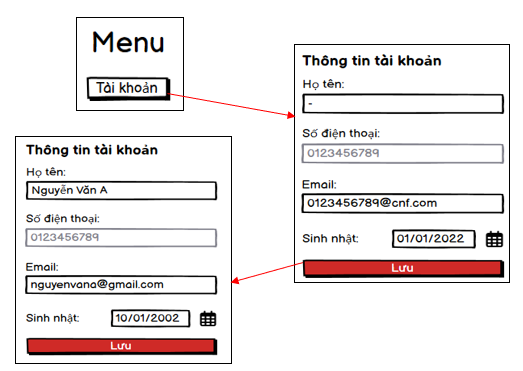 Menu
Tài khoản
Thông tin tài khoản
Họ tên:
-
Số điện thoại:
0123456789
Email:
0123456789@cnf.com
Sinh nhật:
01/01/2022
Lưu
Thông tin tài khoản
Họ tên:
Nguyễn Văn A
Số điện thoại:
0123456789
Email:
nguyenvana@gmail.com
Sinh nhật:
10/01/2002
Lưu